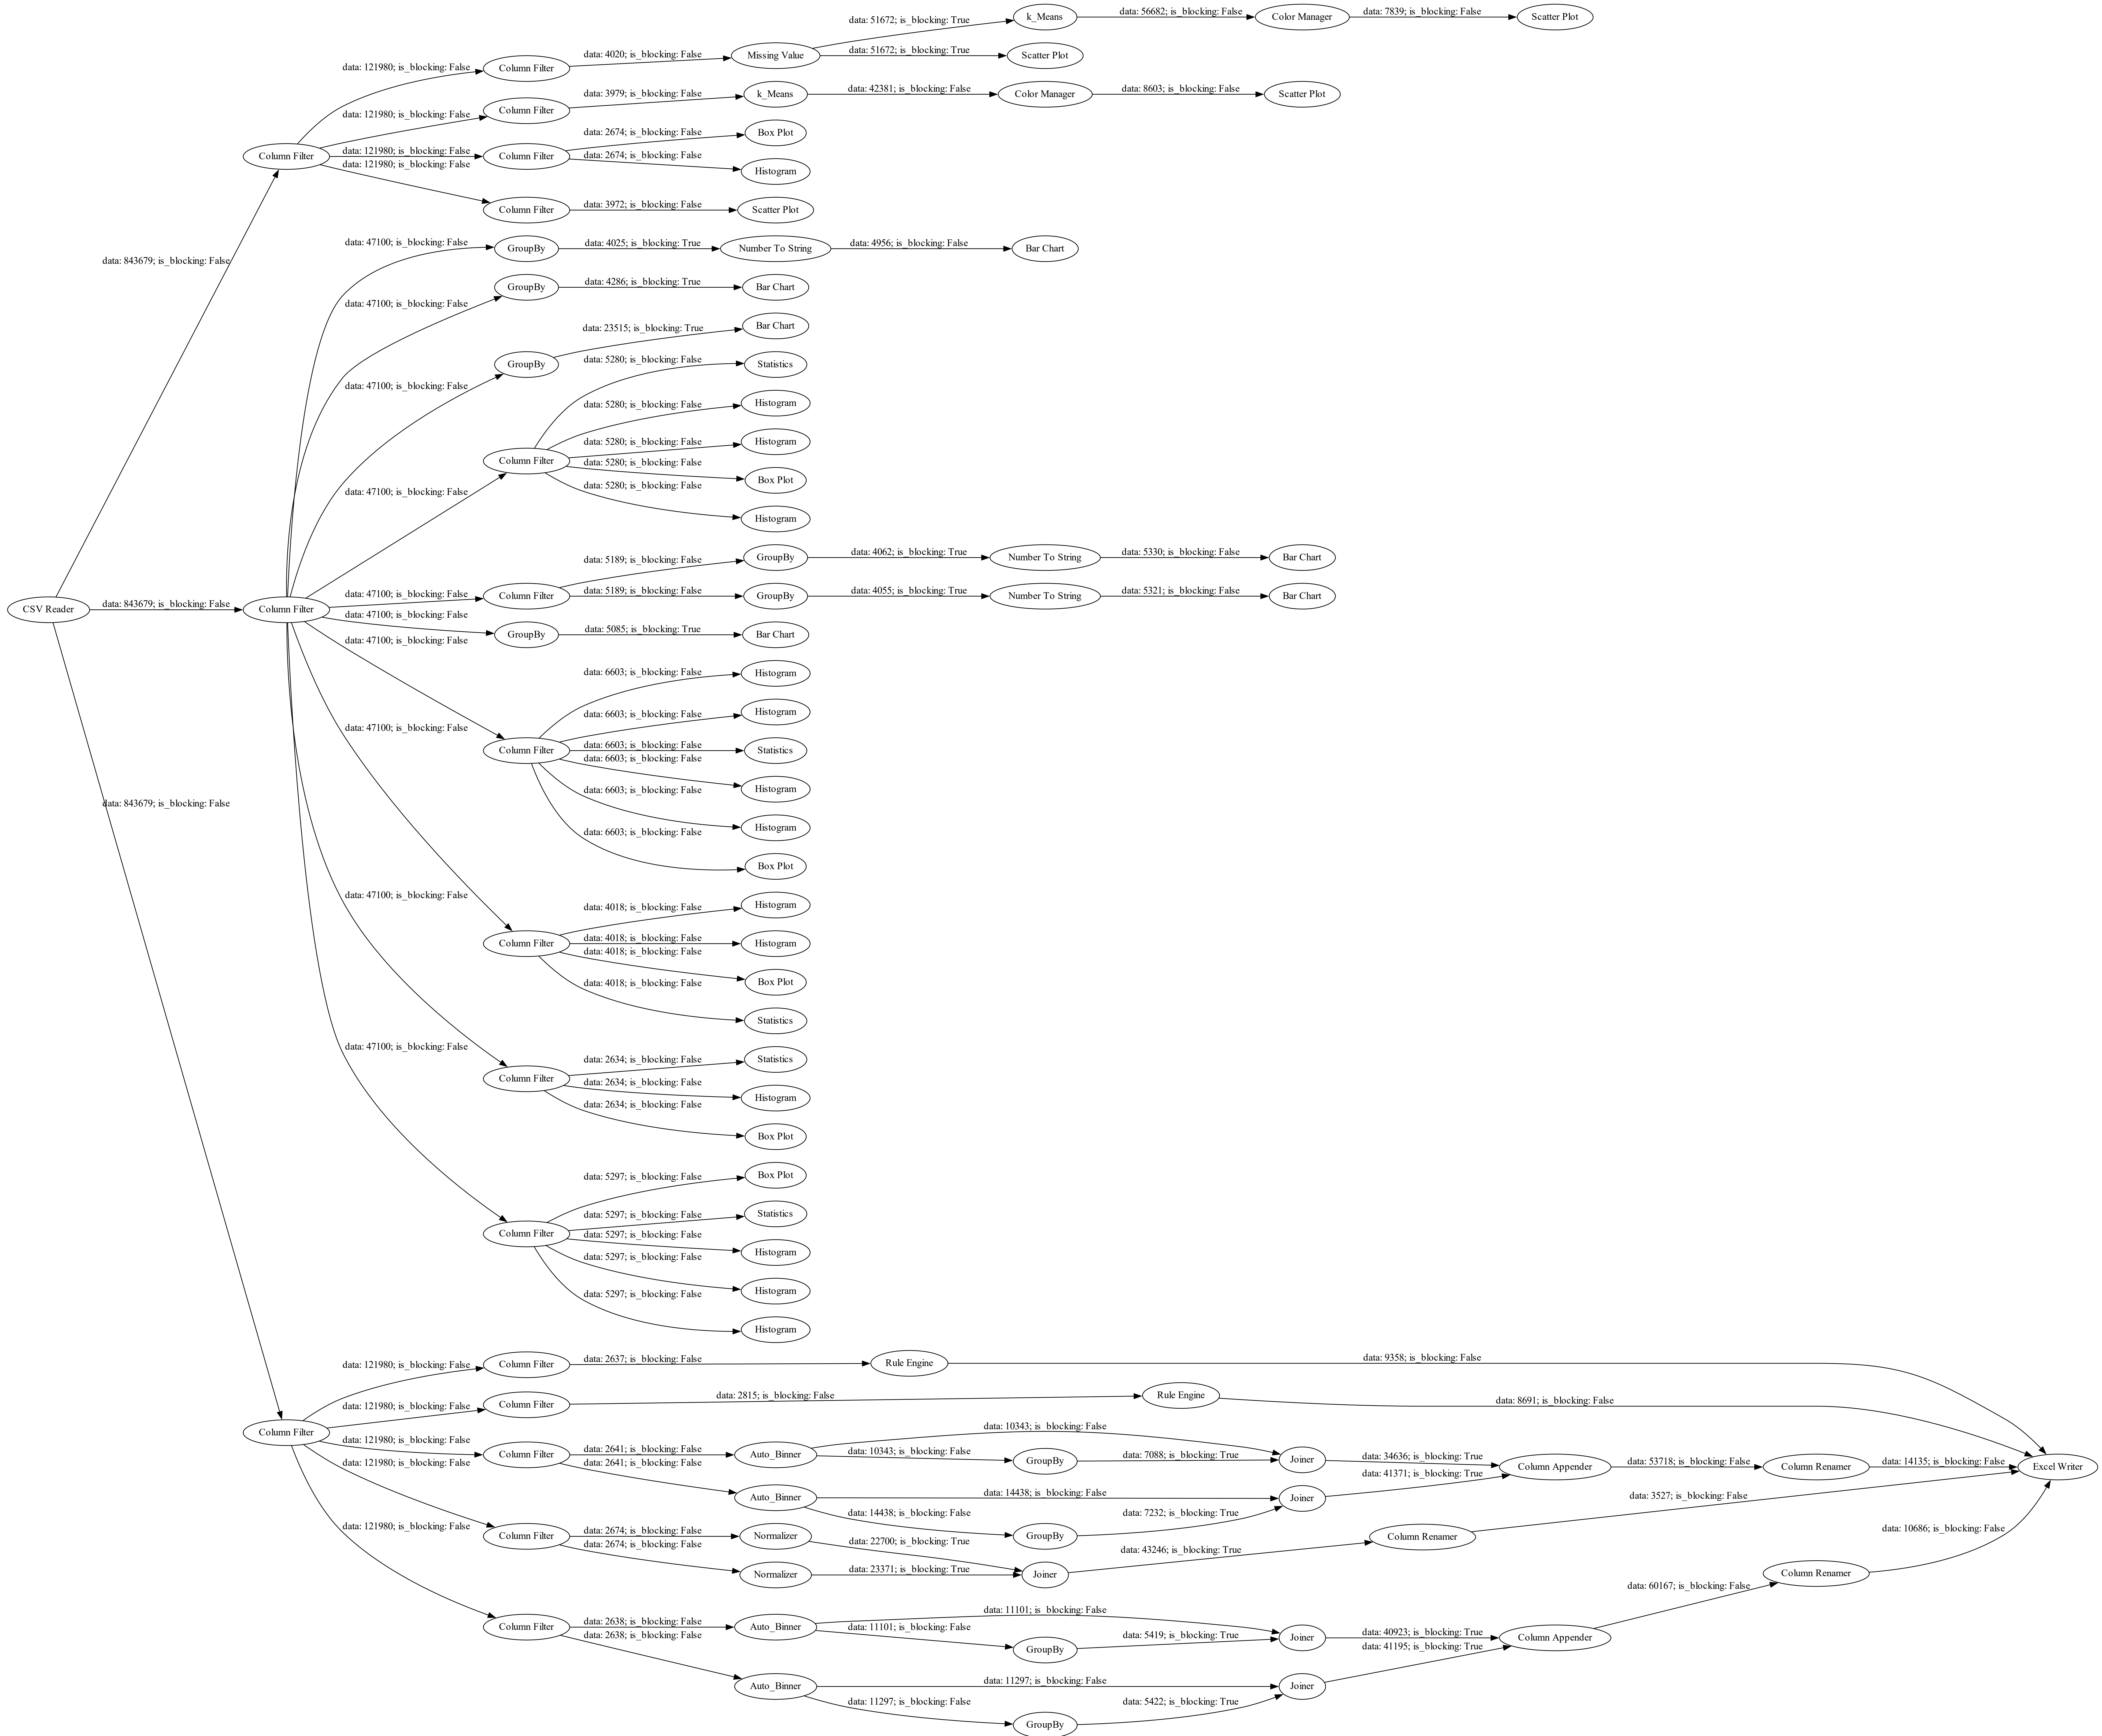 data: 51672; is_blocking: True
k_Means
data: 56682; is_blocking: False
Color Manager
data: 7839; is_blocking: False
Scatter Plot
data: 4020; is_blocking: False
Missing Value
data: 51672; is_blocking: True
Scatter Plot
data: 121980; is_blocking: False
Column Filter
data: 3979; is_blocking: False
k_Means
data: 42381; is_blocking: False
Color Manager
data: 8603; is_blocking: False
Scatter Plot
data: 121980; is_blocking: False
Column Filter
data: 2674; is_blocking: False
Box Plot
Column Filter
data: 121980; is_blocking: False
Column Filter
data: 2674; is_blocking: False
Histogram
data: 121980; is_blocking: False
Column Filter
data: 3972; is_blocking: False
Scatter Plot
data: 843679; is_blocking: False
data: 47100; is_blocking: False
GroupBy
data: 4025; is_blocking: True
Number To String
data: 4956; is_blocking: False
Bar Chart
data: 47100; is_blocking: False
GroupBy
data: 4286; is_blocking: True
Bar Chart
data: 47100; is_blocking: False
GroupBy
data: 23515; is_blocking: True
Bar Chart
data: 5280; is_blocking: False
Statistics
data: 5280; is_blocking: False
Histogram
data: 47100; is_blocking: False
Column Filter
data: 5280; is_blocking: False
Histogram
data: 5280; is_blocking: False
Box Plot
data: 5280; is_blocking: False
Histogram
CSV Reader
data: 843679; is_blocking: False
Column Filter
data: 47100; is_blocking: False
Column Filter
data: 5189; is_blocking: False
GroupBy
data: 4062; is_blocking: True
Number To String
data: 5330; is_blocking: False
Bar Chart
data: 5189; is_blocking: False
GroupBy
data: 4055; is_blocking: True
Number To String
data: 5321; is_blocking: False
Bar Chart
data: 47100; is_blocking: False
GroupBy
data: 5085; is_blocking: True
Bar Chart
data: 47100; is_blocking: False
Column Filter
data: 6603; is_blocking: False
Histogram
data: 6603; is_blocking: False
Histogram
data: 6603; is_blocking: False
Statistics
data: 6603; is_blocking: False
Histogram
data: 6603; is_blocking: False
Histogram
data: 6603; is_blocking: False
Box Plot
data: 47100; is_blocking: False
Column Filter
data: 4018; is_blocking: False
Histogram
data: 4018; is_blocking: False
Histogram
data: 4018; is_blocking: False
Box Plot
data: 4018; is_blocking: False
Statistics
data: 47100; is_blocking: False
Column Filter
data: 2634; is_blocking: False
Statistics
data: 2634; is_blocking: False
Histogram
data: 2634; is_blocking: False
Box Plot
data: 47100; is_blocking: False
Column Filter
data: 5297; is_blocking: False
Box Plot
data: 5297; is_blocking: False
Statistics
data: 5297; is_blocking: False
Histogram
data: 5297; is_blocking: False
Histogram
data: 5297; is_blocking: False
Histogram
data: 843679; is_blocking: False
Column Filter
data: 121980; is_blocking: False
Column Filter
data: 2637; is_blocking: False
Rule Engine
data: 9358; is_blocking: False
data: 121980; is_blocking: False
Column Filter
data: 2815; is_blocking: False
Rule Engine
data: 8691; is_blocking: False
data: 121980; is_blocking: False
Column Filter
data: 2641; is_blocking: False
Auto_Binner
data: 10343; is_blocking: False
data: 10343; is_blocking: False
GroupBy
data: 7088; is_blocking: True
Joiner
data: 34636; is_blocking: True
Column Appender
data: 53718; is_blocking: False
Column Renamer
data: 14135; is_blocking: False
Excel Writer
data: 2641; is_blocking: False
Auto_Binner
data: 14438; is_blocking: False
Joiner
data: 41371; is_blocking: True
data: 14438; is_blocking: False
GroupBy
data: 7232; is_blocking: True
data: 3527; is_blocking: False
data: 121980; is_blocking: False
Column Filter
data: 2674; is_blocking: False
Normalizer
data: 22700; is_blocking: True
Column Renamer
data: 2674; is_blocking: False
Normalizer
data: 23371; is_blocking: True
Joiner
data: 43246; is_blocking: True
data: 10686; is_blocking: False
Column Renamer
data: 60167; is_blocking: False
data: 121980; is_blocking: False
Column Filter
data: 2638; is_blocking: False
Auto_Binner
data: 11101; is_blocking: False
data: 11101; is_blocking: False
GroupBy
data: 5419; is_blocking: True
Joiner
data: 40923; is_blocking: True
Column Appender
data: 2638; is_blocking: False
Auto_Binner
data: 11297; is_blocking: False
Joiner
data: 41195; is_blocking: True
data: 11297; is_blocking: False
GroupBy
data: 5422; is_blocking: True